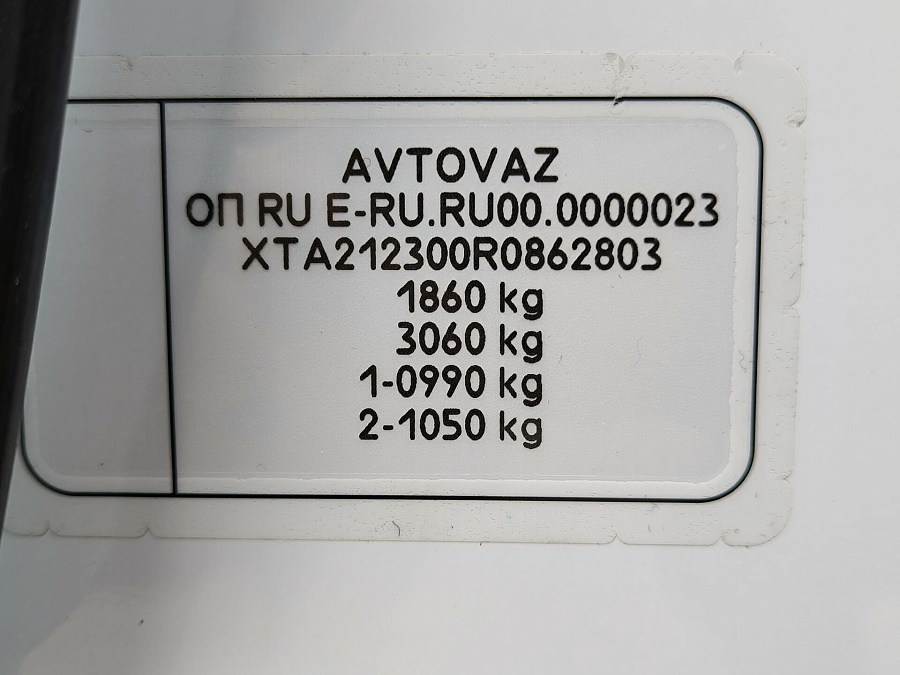 AVTOVAZ
ОП RU E-RU.RU00.0000023
XTA212300R0862803
1860 kg
3060 kg
1-0990 kg
2-1050 kg